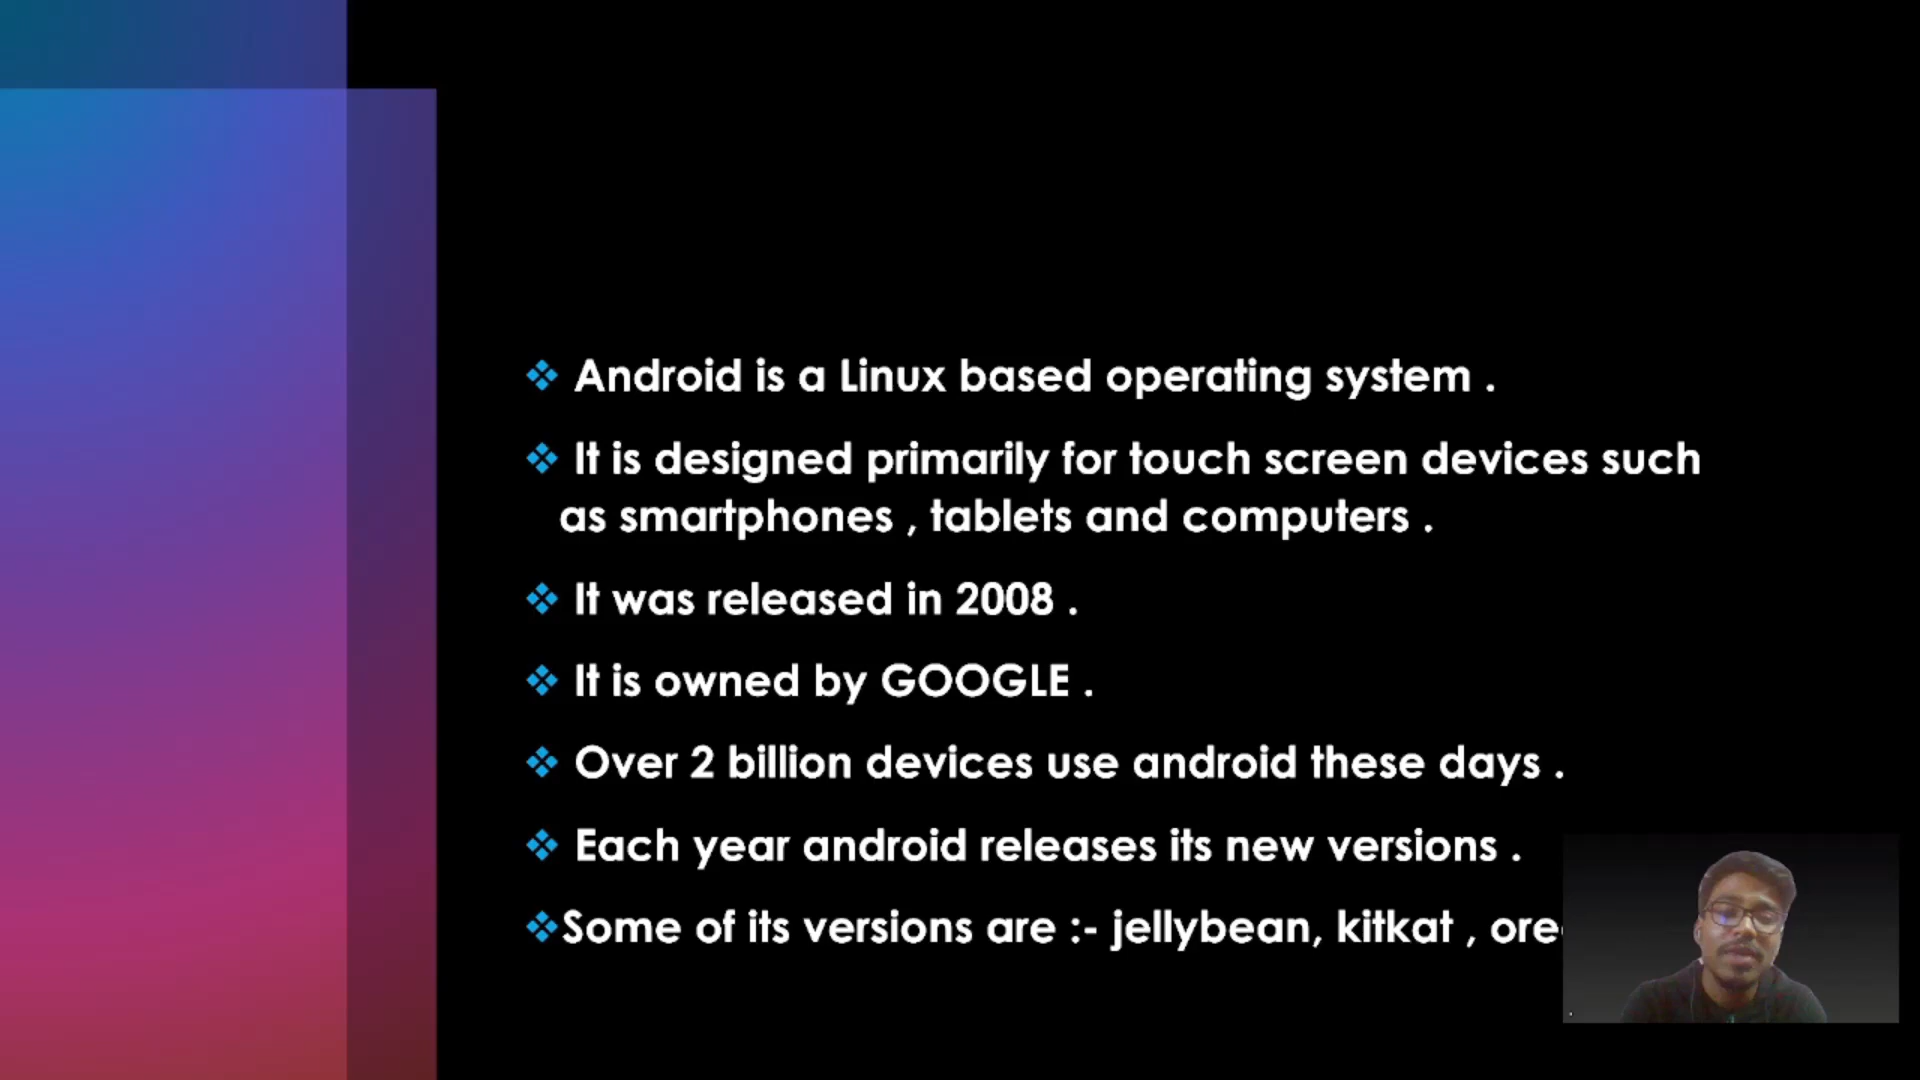 Android is a Linux based operating system .
It is designed primarily for touch screen devices such
as smartphones , tablets and computers .
It was released in 2008 .
It is owned by GOOGLE .
Over 2 billion devices use android these days .
Each year android releases its new versions .
Some of its versions are :- jellybean, kitkat ,